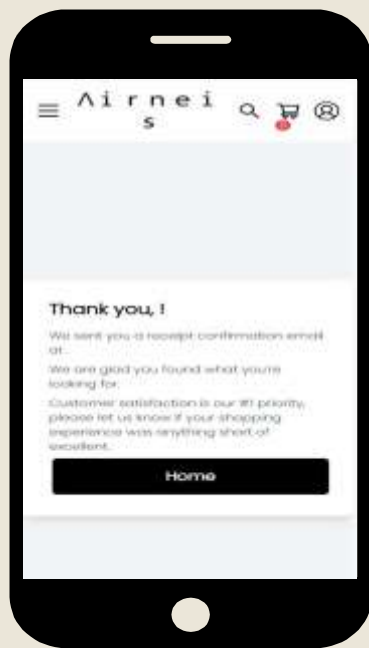 Λi r n e i
s
Thank you, !
We sent you a receipt confirmation email
at .
We are glad you found what you're
looking for.
Customer satisfaction is our #1 priority,
please let us know if your shopping
experience was anything short of
excellent.
Home